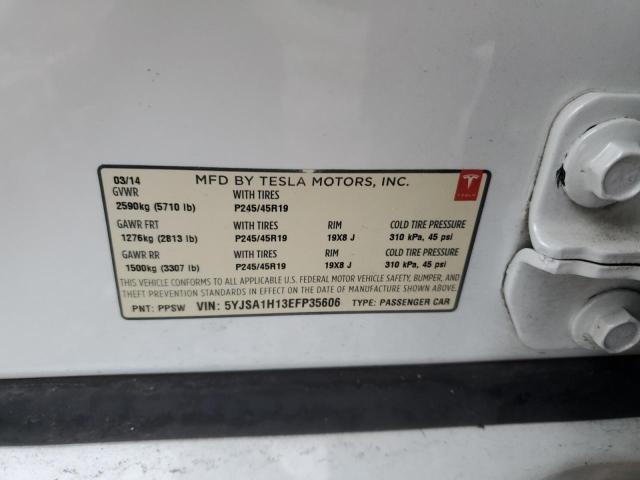 03/14 MFD BY TESLA MOTORS, INC.
GVWR WITH TIRES
2590kg (5710 lb) P245/45R19
GAWR FRT WITH TIRES RIM COLD TIRE PRESSURE
1276kg (2813 lb) P245/45R19 19X8 J 310 kPa, 45 psi
GAWR RR WITH TIRES RIM COLD TIRE PRESSURE
1500kg (3307 lb) P245/45R19 19X8 J 310 kPa, 45 psi
THIS VEHICLE CONFORMS TO ALL APPLICABLE U.S. FEDERAL MOTOR VEHICLE SAFETY, BUMPER, AND
THEFT PREVENTION STANDARDS IN EFFECT ON THE DATE OF MANUFACTURE SHOWN ABOVE.
PNT: PPSW VIN: 5YJSA1H13EFP35606 TYPE: PASSENGER CAR
TESLA